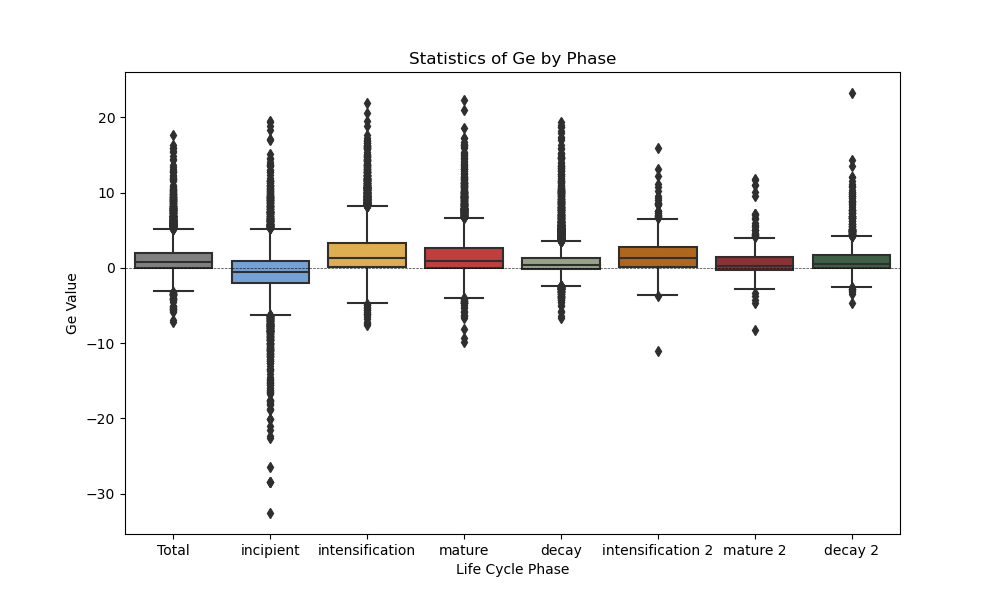 Statistics of Ge by Phase
Ge Value
20
10
0
−10
−20
−30
Total
incipient
intensification
mature
decay
intensification 2
mature 2
decay 2
Life Cycle Phase